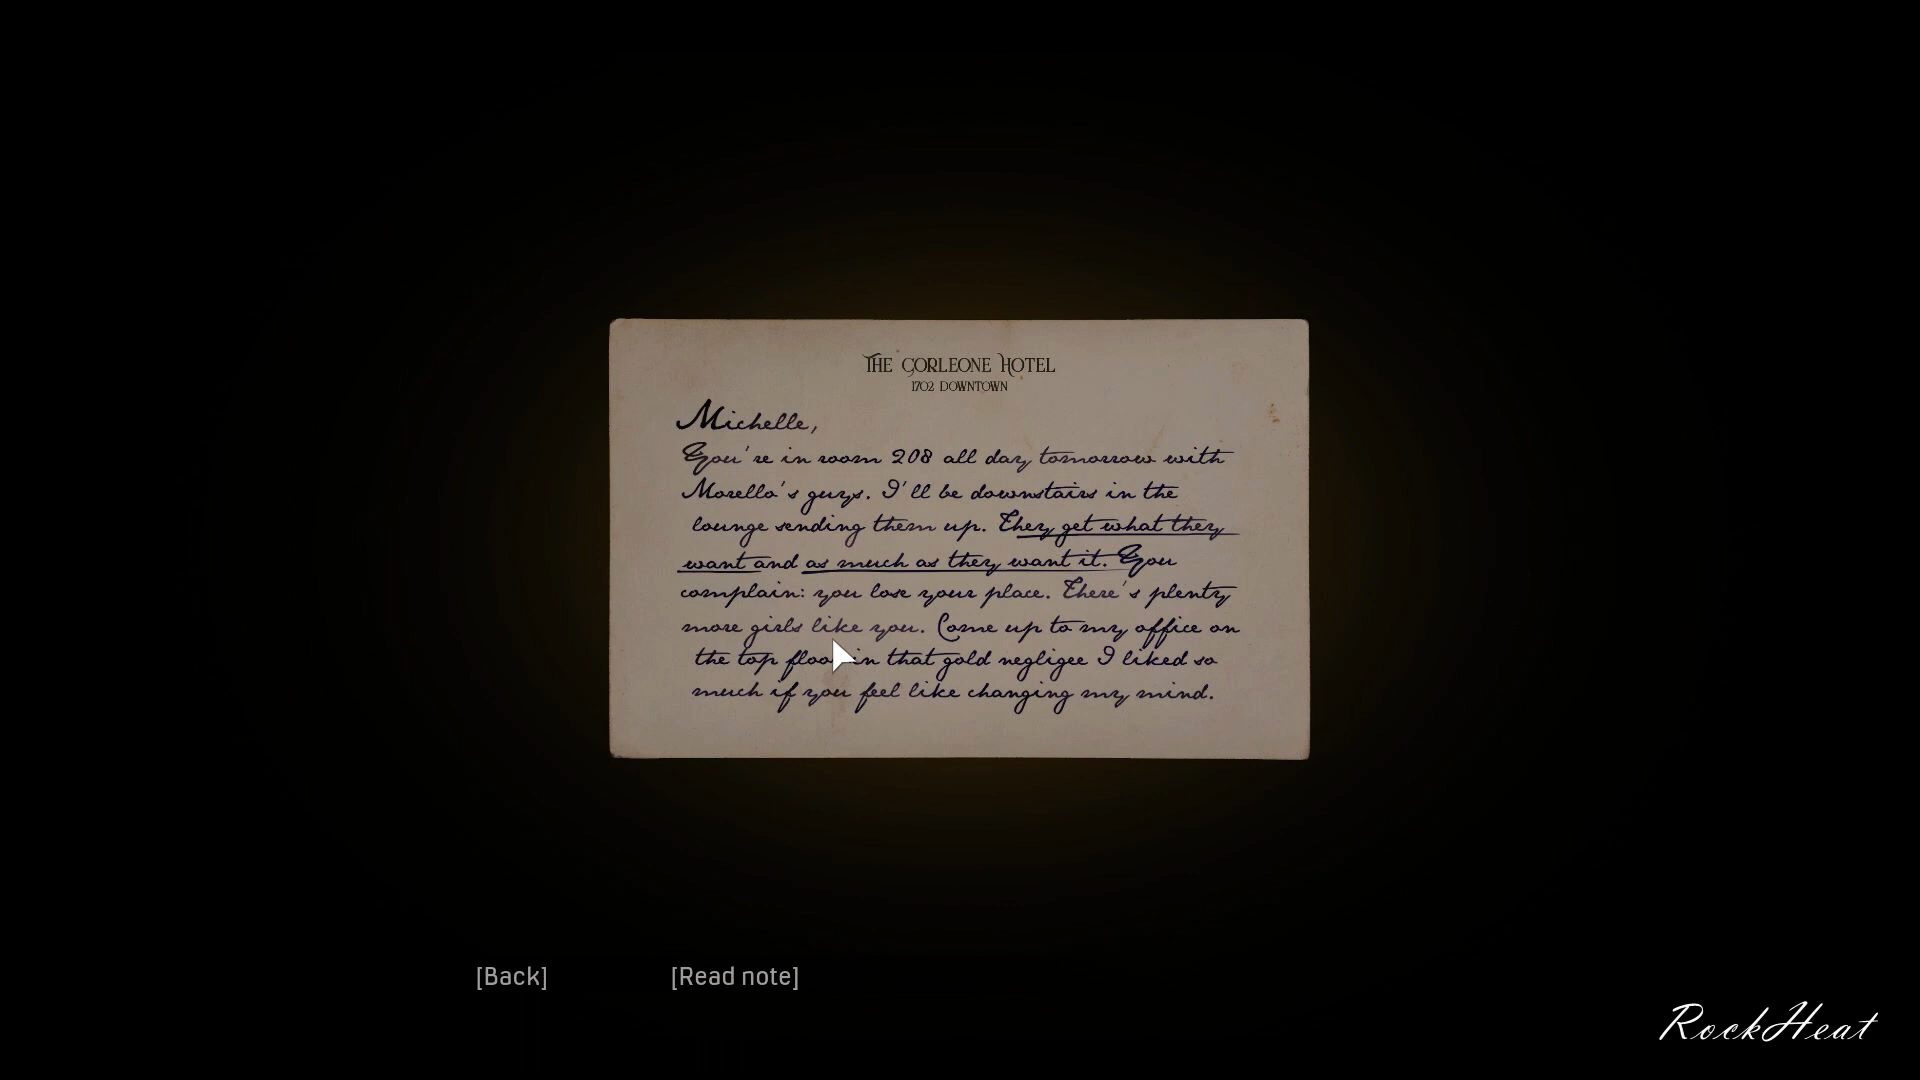 THE CORLEONE HOTEL
1702 DOWNTOWN
Michelle,
You're in room 208 all day tomorrow with
Morello's guys. I'll be downstairs in the
lounge sending them up. They get what they
want and as much as they want it. You
complain: you lose your place. There's plenty
more girls like you. Come up to my office on
the top floor in that gold negligee I liked so
much if you feel like changing my mind.
[Back] [Read note]
RockHeat